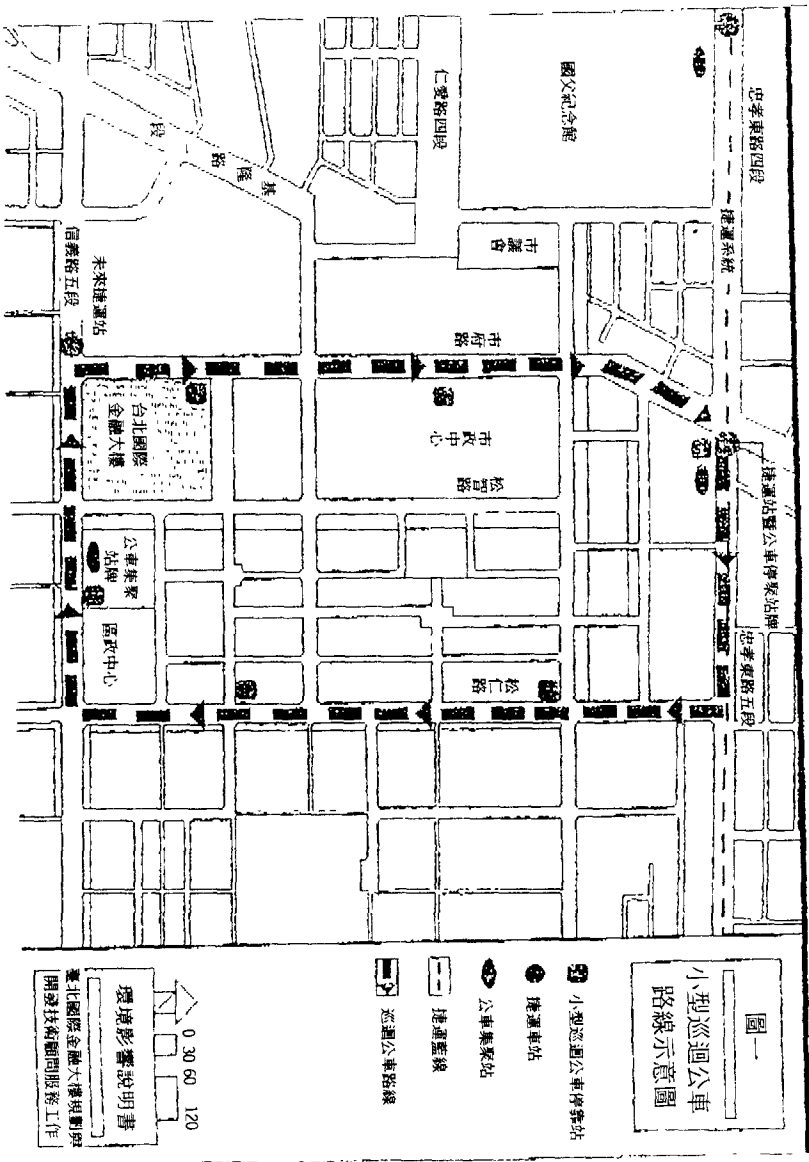 忠孝東路四段
捷運系統
捷運站暨公車停聚站牌
忠孝東路五段
國父紀念館
仁愛路四段
市議會
市府路
市政中心
松智路
松仁路
基隆路
段
信義路五段
未來捷運站
台北國際
金融大樓
公車集聚
站牌
區政中心
圖一
小型巡迴公車
路線示意圖
小型巡迴公車停靠站
捷運車站
公車集聚站
捷運藍線
巡迴公車路線
0 30 60 120
環境影響說明書
臺北國際金融大樓規劃與
開發技術顧問服務工作